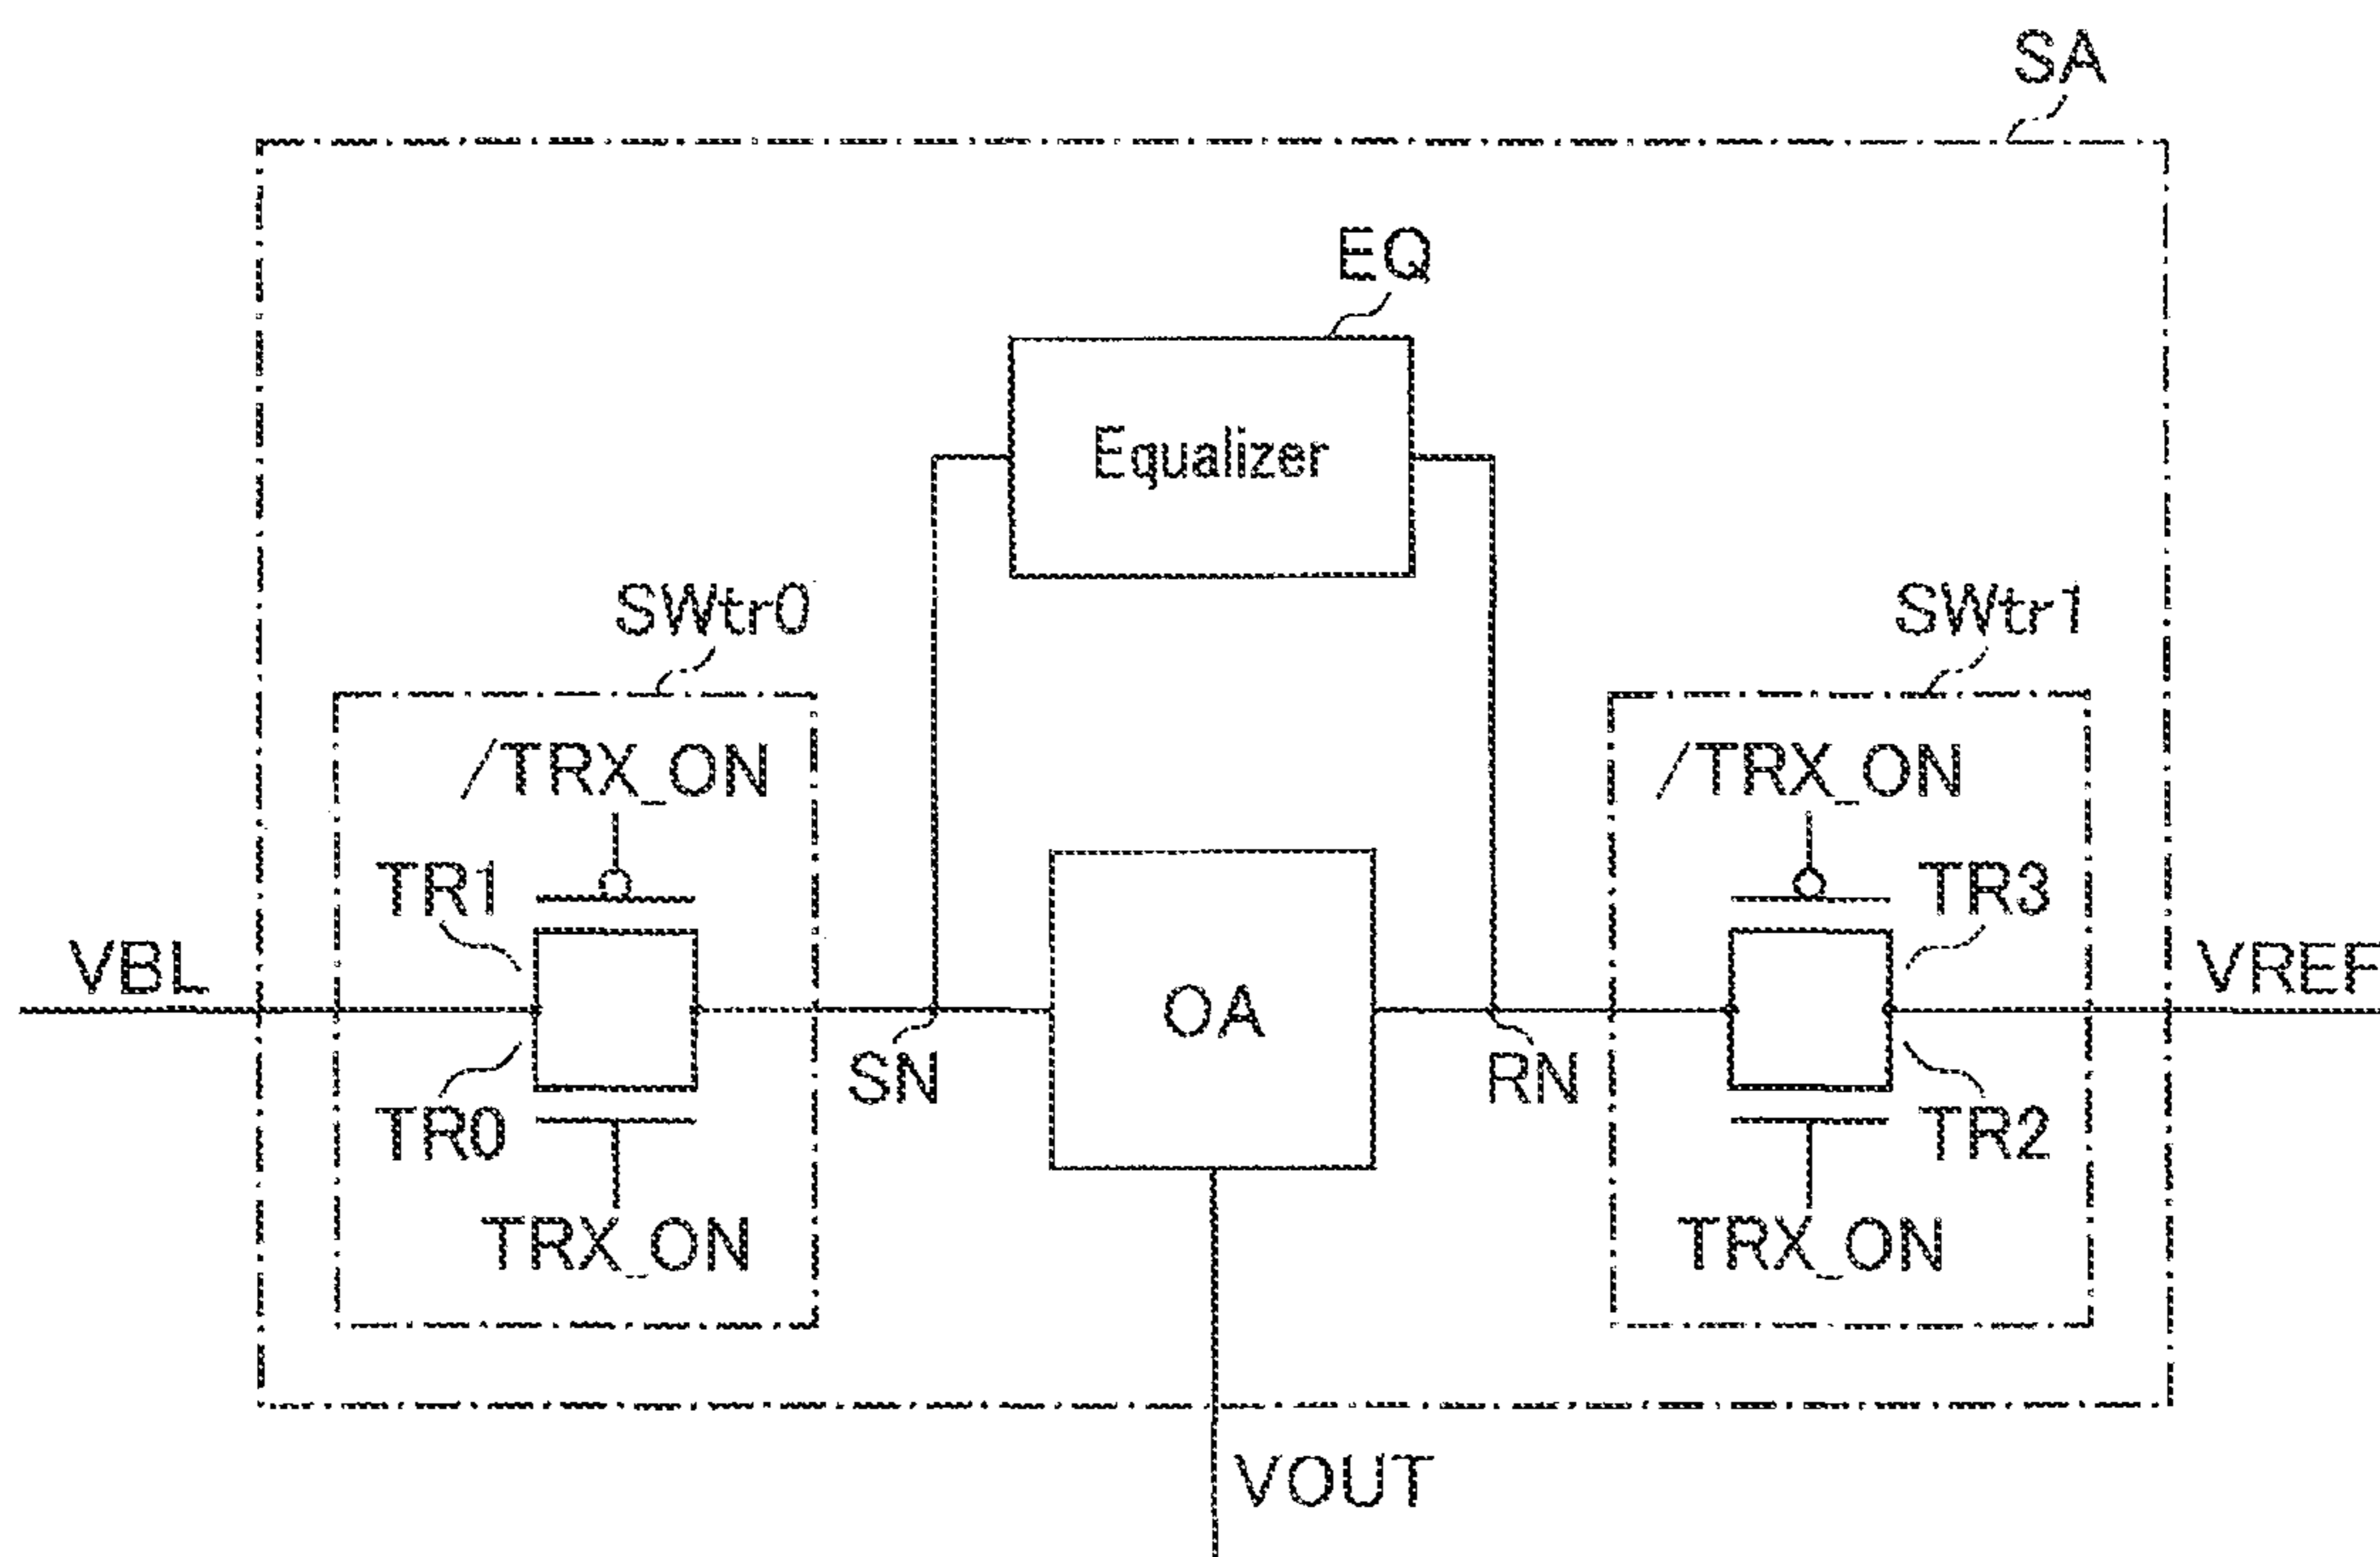 SA
EQ
Equalizer
SWtr0
SWtr1
/TRX_ON
/TRX_ON
TR1
TR3
VBL
VREF
OA
SN
RN
TR0
TR2
TRX_ON
TRX_ON
VOUT